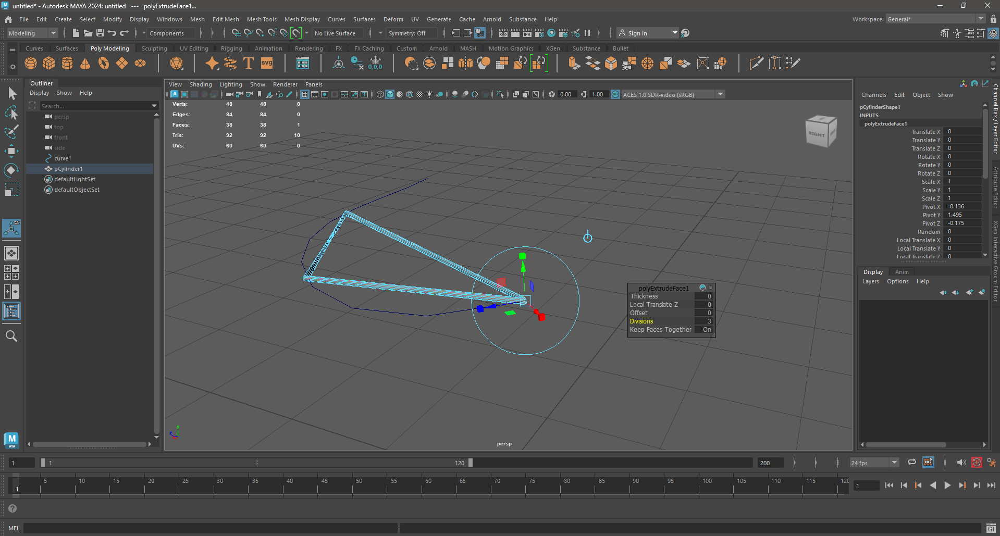 untitled* - Autodesk MAYA 2024: untitled   ---   polyExtrudeFace1...
File Edit Create Select Modify Display Windows Mesh Edit Mesh Mesh Tools Mesh Display Curves Surfaces Deform UV Generate Cache Arnold Substance Help
Workspace: General*
Modeling Components No Live Surface Symmetry: Off IPR Sign In
Curves Surfaces Poly Modeling Sculpting UV Editing Rigging Animation Rendering FX FX Caching Custom Arnold MASH Motion Graphics XGen Substance Bullet
T SVG 0,0,0
Outliner
Display Show Help
Search...
persp
top
front
side
curve1
pCylinder1
defaultLightSet
defaultObjectSet
View Shading Lighting Show Renderer Panels
0.00 1.00 ON ACES 1.0 SDR-video (sRGB)
Verts: 48 48 0
Edges: 84 84 0
Faces: 38 38 1
Tris: 92 92 10
UVs: 60 60 0
RIGHT
polyExtrudeFace1
Thickness 0
Local Translate Z 0
Offset 0
Divisions 3
Keep Faces Together On
y
z
persp
Channels Edit Object Show
pCylinderShape1
INPUTS
polyExtrudeFace1
Translate X 0
Translate Y 0
Translate Z 0
Rotate X 0
Rotate Y 0
Rotate Z 0
Scale X 1
Scale Y 1
Scale Z 1
Pivot X -0.136
Pivot Y 1.495
Pivot Z -0.175
Random 0
Local Translate X 0
Local Translate Y 0
Local Translate Z 0
Display Anim
Layers Options Help
Channel Box / Layer Editor
Attribute Editor
XGen Interactive Groom Editor
M
AYA
1 1 120 200 24 fps
5 10 15 20 25 30 35 40 45 50 55 60 65 70 75 80 85 90 95 100 105 110 115 120
1 1
MEL